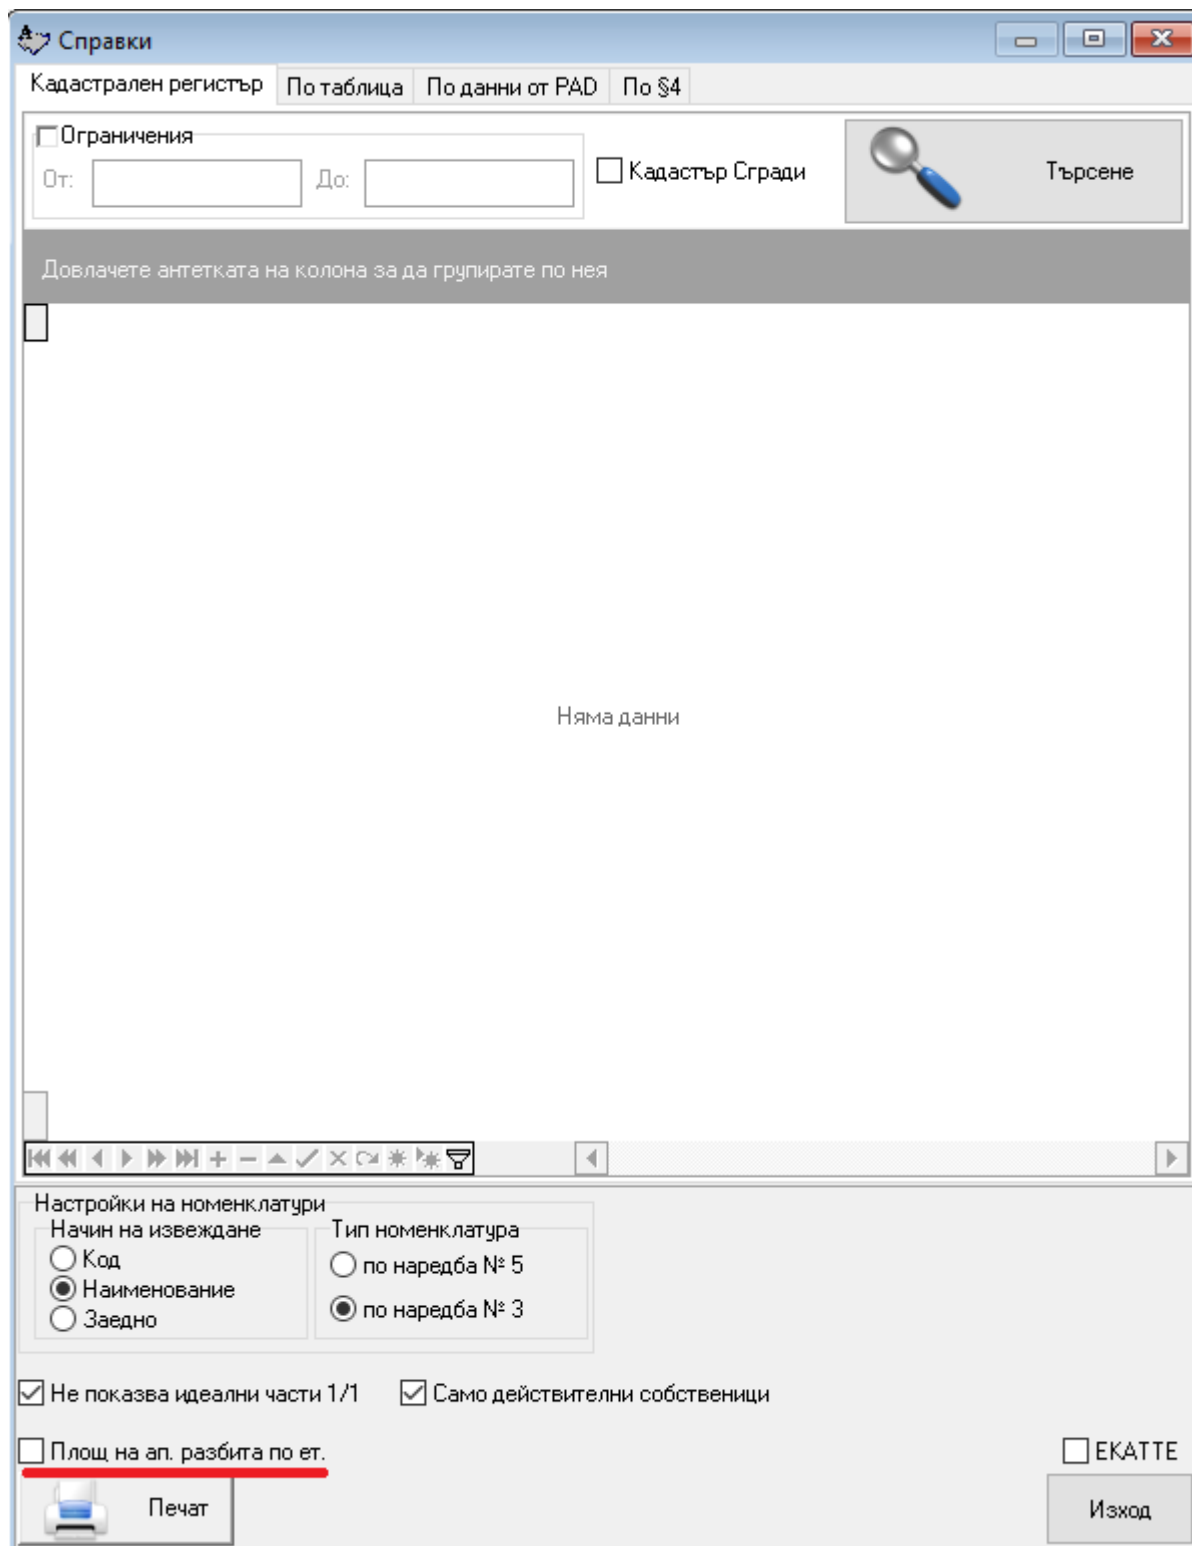 Справки
Кадастрален регистър По таблица По данни от PAD По §4
Ограничения
От: До: Кадастър Сгради Търсене
Довлачете антетката на колона за да групирате по нея
Няма данни
Настройки на номенклатури
Начин на извеждане Тип номенклатура
Код
по наредба № 5
Наименование
по наредба № 3
Заедно
Не показва идеални части 1/1 Само действителни собственици
Площ на ап. разбита по ет. ЕКАТТЕ
Печат Изход